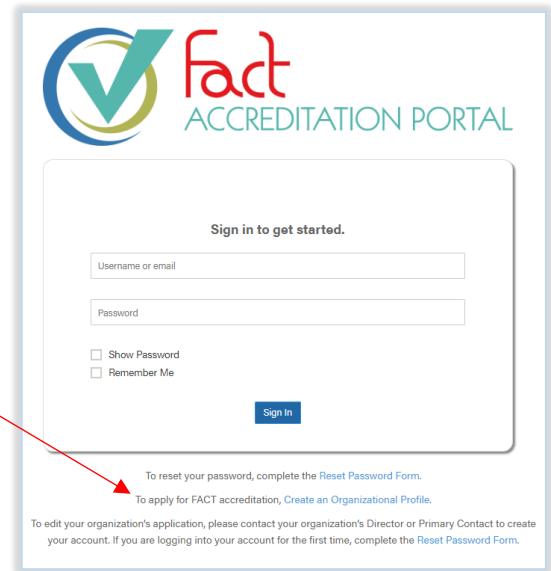 Fact
ACCREDITATION PORTAL
Sign in to get started.
Username or email
Password
Show Password
Remember Me
Sign In
To reset your password, complete the Reset Password Form.
To apply for FACT accreditation, Create an Organizational Profile.
To edit your organization's application, please contact your organization's Director or Primary Contact to create
your account. If you are logging into your account for the first time, complete the Reset Password Form.